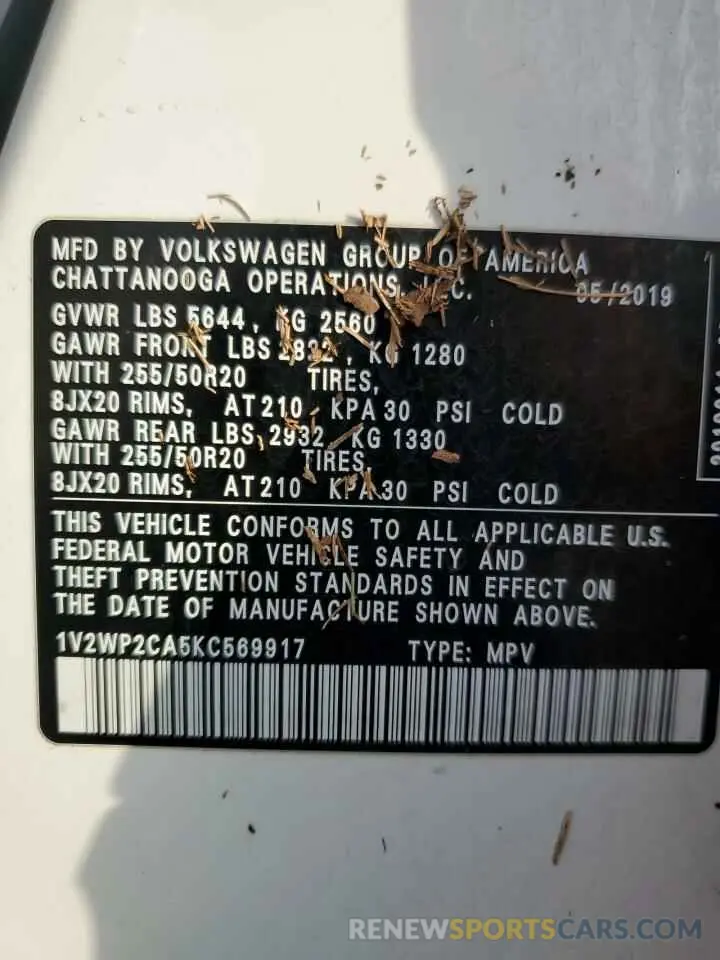 MFD BY VOLKSWAGEN GROUP OF AMERICA
CHATTANOOGA OPERATIONS, 05/2019
GVWR LBS 5644, KG 2560
GAWR FRONT LBS 2822, KG 1280
WITH 255/50R20 TIRES,
8JX20 RIMS, AT 210 KPA 30 PSI COLD
GAWR REAR LBS 2932 KG 1330
WITH 255/50R20 TIRES,
8JX20 RIMS, AT 210 KPA 30 PSI COLD
THIS VEHICLE CONFORMS TO ALL APPLICABLE U.S.
FEDERAL MOTOR VEHICLE SAFETY AND
THEFT PREVENTION STANDARDS IN EFFECT ON
THE DATE OF MANUFACTURE SHOWN ABOVE.
1V2WP2CA5KC569917 TYPE: MPV
RENEWSPORTSCARS.COM